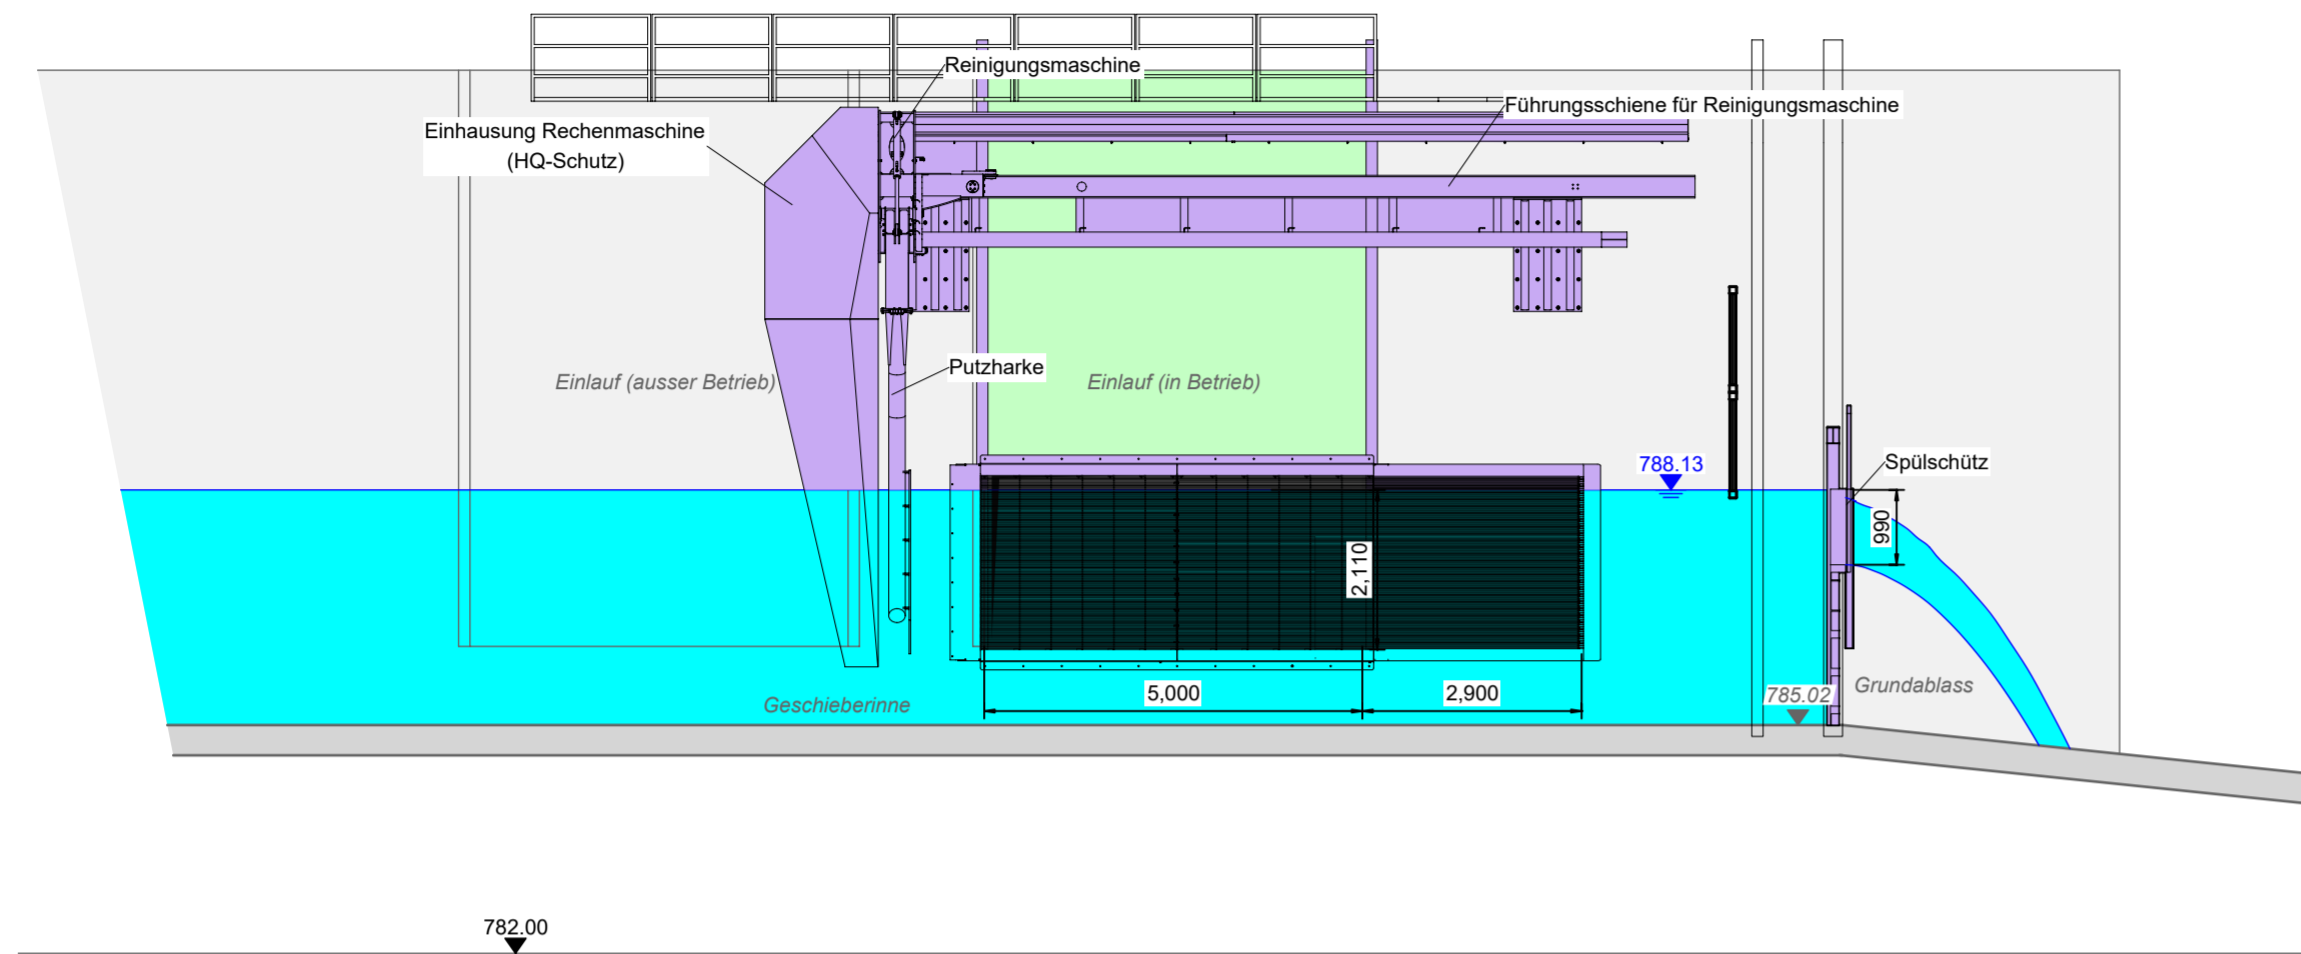 Reinigungsmaschine
Führungsschiene für Reinigungsmaschine
Einhausung Rechenmaschine
(HQ-Schutz)
Einlauf (ausser Betrieb)
Putzharke
Einlauf (in Betrieb)
788.13
Spülschütz
990
2,110
Geschieberinne
5,000
2,900
785.02
Grundablass
782.00